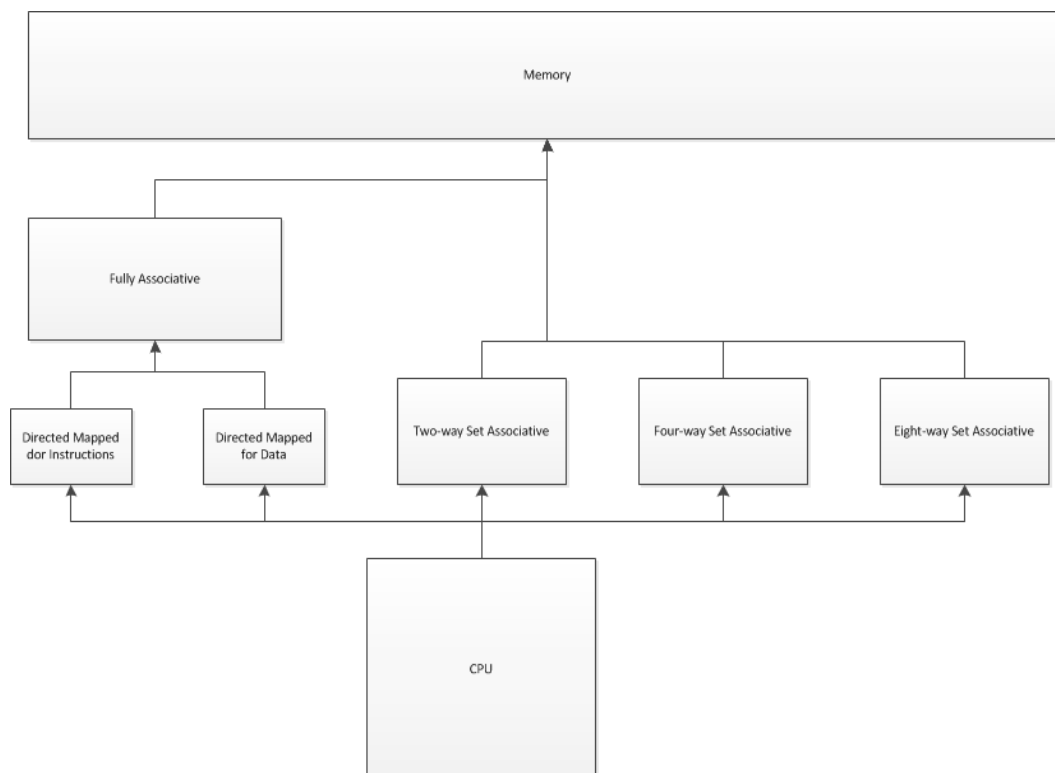 Memory
Fully Associative
Directed Mapped
dor Instructions
Directed Mapped
for Data
Two-way Set Associative
Four-way Set Associative
Eight-way Set Associative
CPU